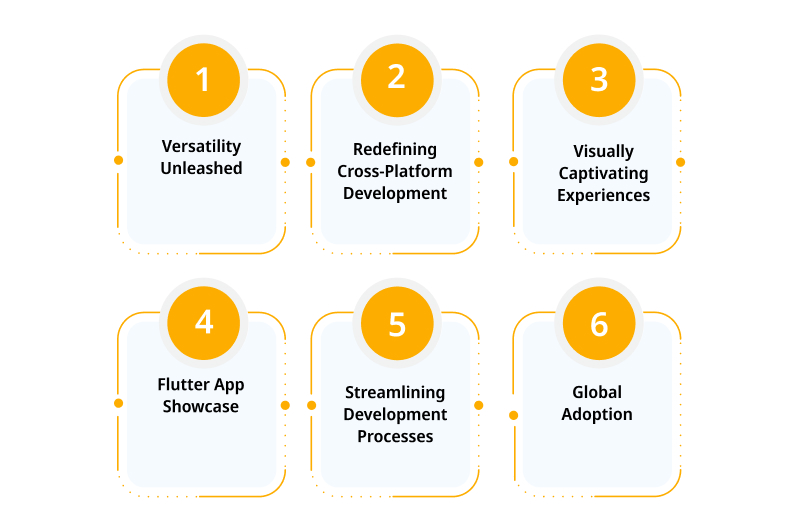 1
Versatility
Unleashed
2
Redefining
Cross-Platform
Development
3
Visually
Captivating
Experiences
4
Flutter App
Showcase
5
Streamlining
Development
Processes
6
Global
Adoption